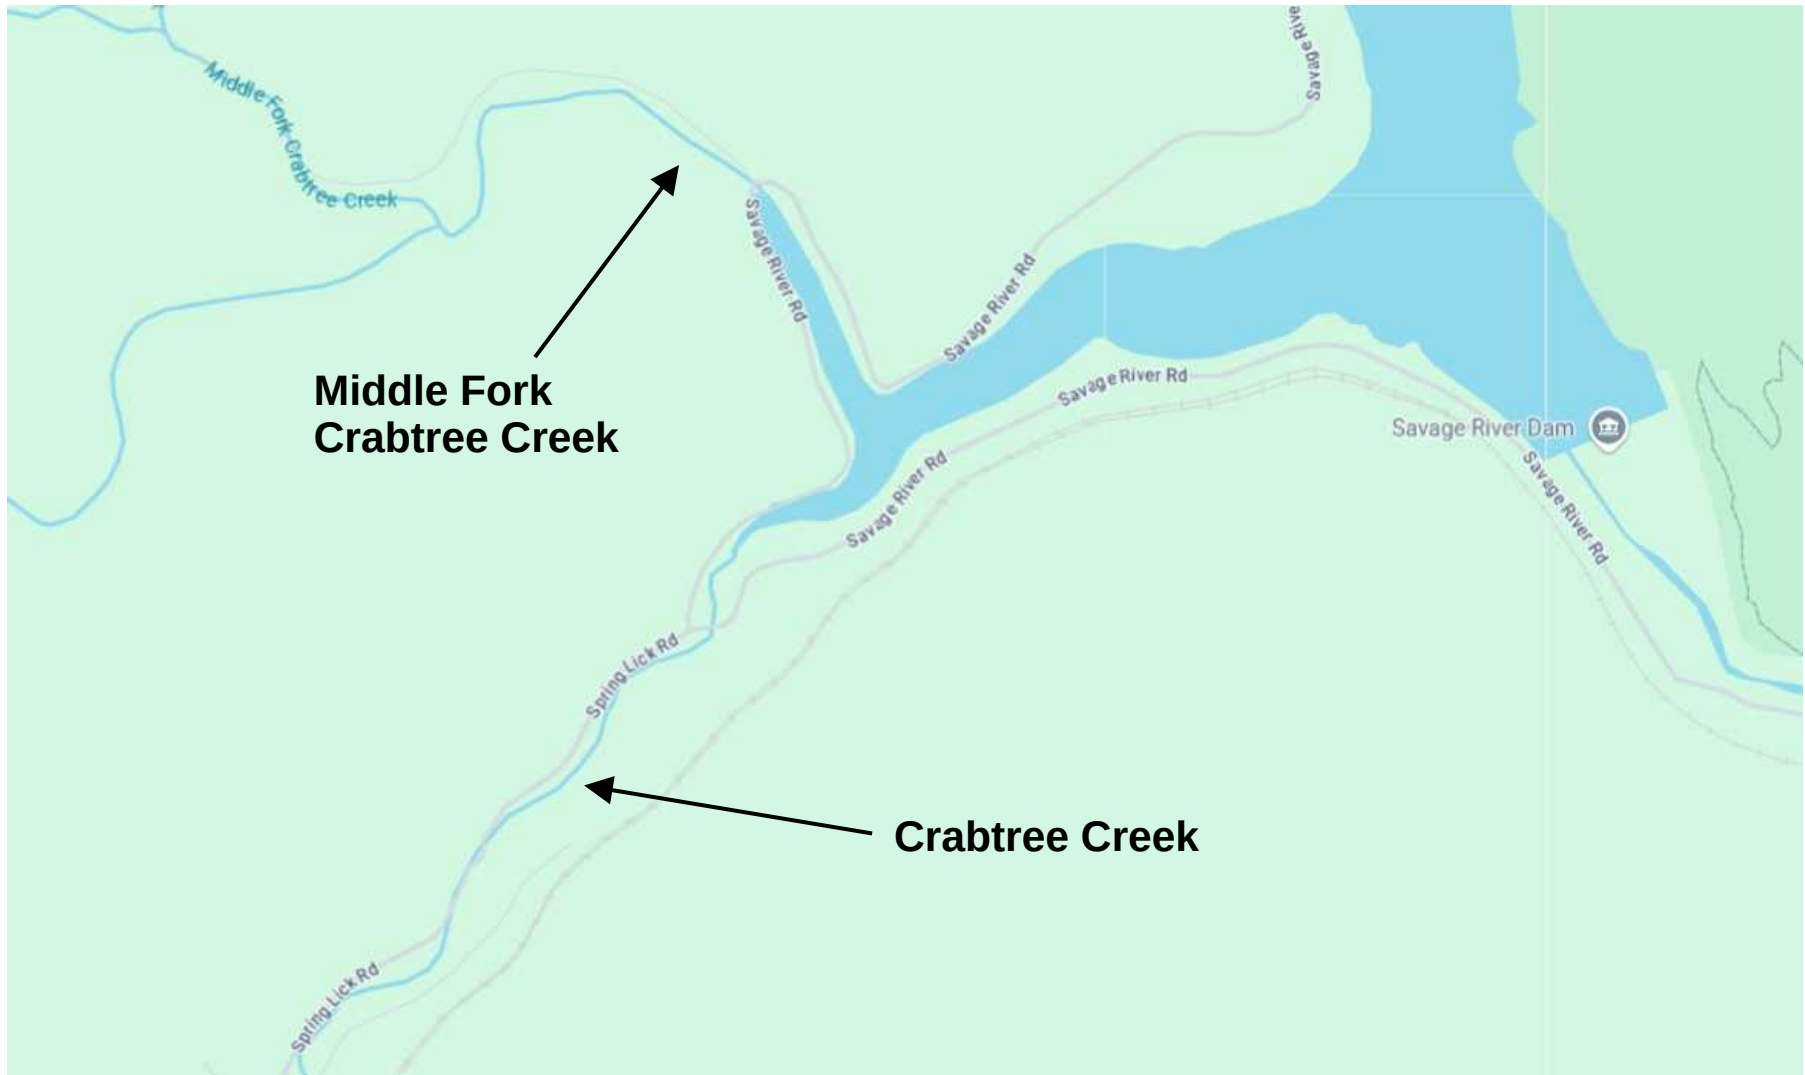 Savage Rive
Savage
Middle Fork Crabtree Creek
Savage River Rd
Savage River Rd
Middle Fork
Crabtree Creek
Savage River Rd
Savage River Dam
Savage River Rd
Savage River Rd
Spring Lick Rd
Crabtree Creek
Spring Lick Rd